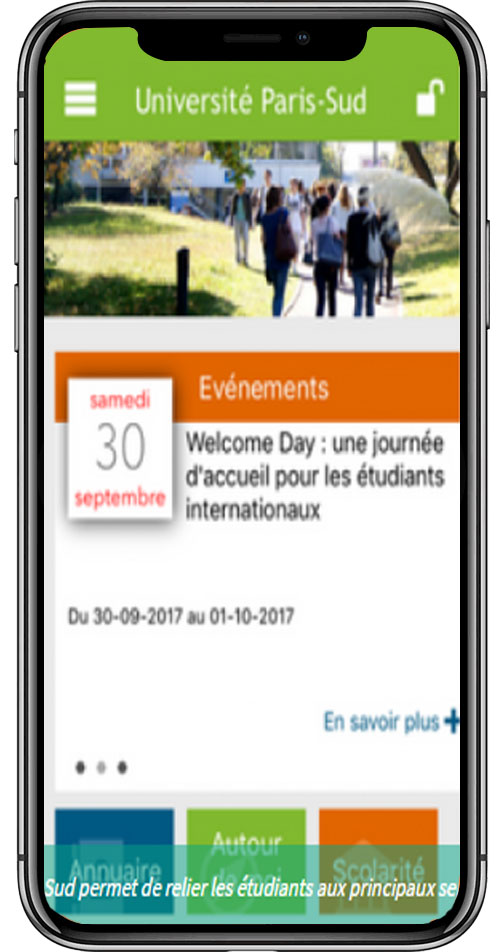 Université Paris-Sud
Evénements
samedi
30
septembre
Welcome Day : une journée
d'accueil pour les étudiants
internationaux
Du 30-09-2017 au 01-10-2017
En savoir plus +
Annuaire
Autour
de moi
Scolarité
Sud permet de relier les étudiants aux principaux se